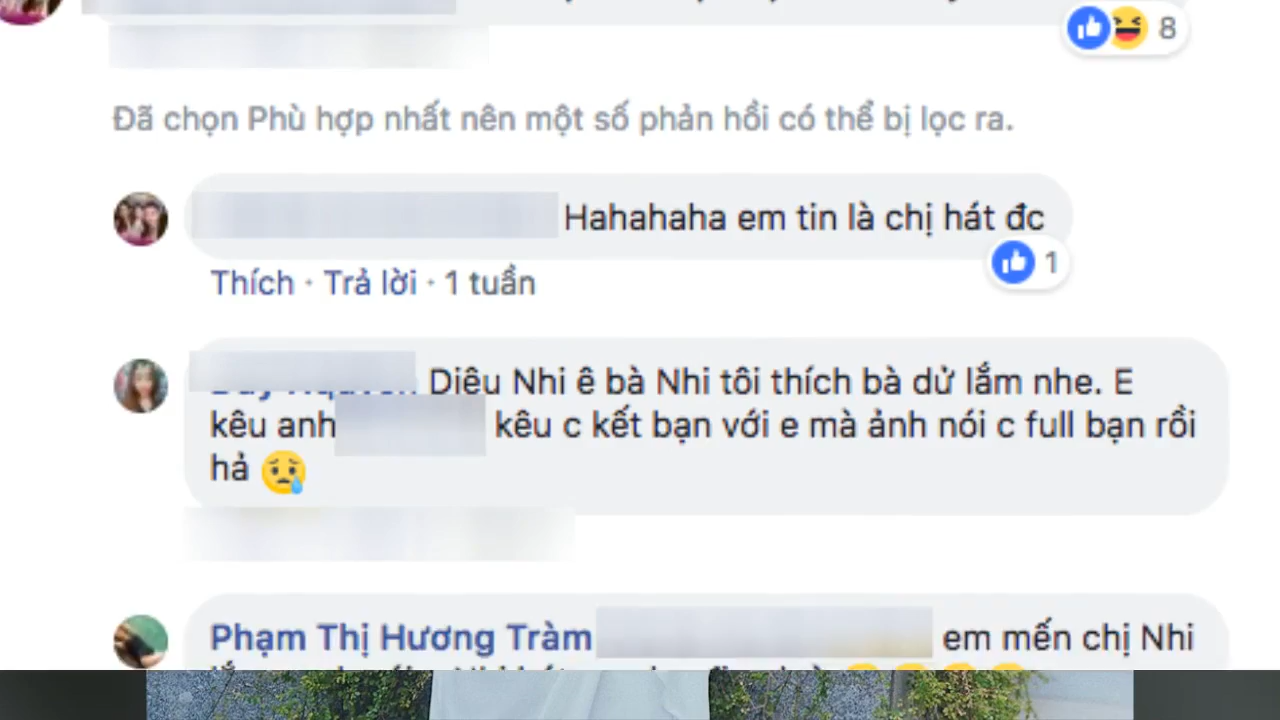 8
Đã chọn Phù hợp nhất nên một số phản hồi có thể bị lọc ra.
Hahahaha em tin là chị hát đc
1
Thích · Trả lời · 1 tuần
Diêu Nhi ê bà Nhi tôi thích bà dử lắm nhe. E
kêu anh kêu c kết bạn với e mà ảnh nói c full bạn rồi
hả
Phạm Thị Hương Tràm em mến chị Nhi